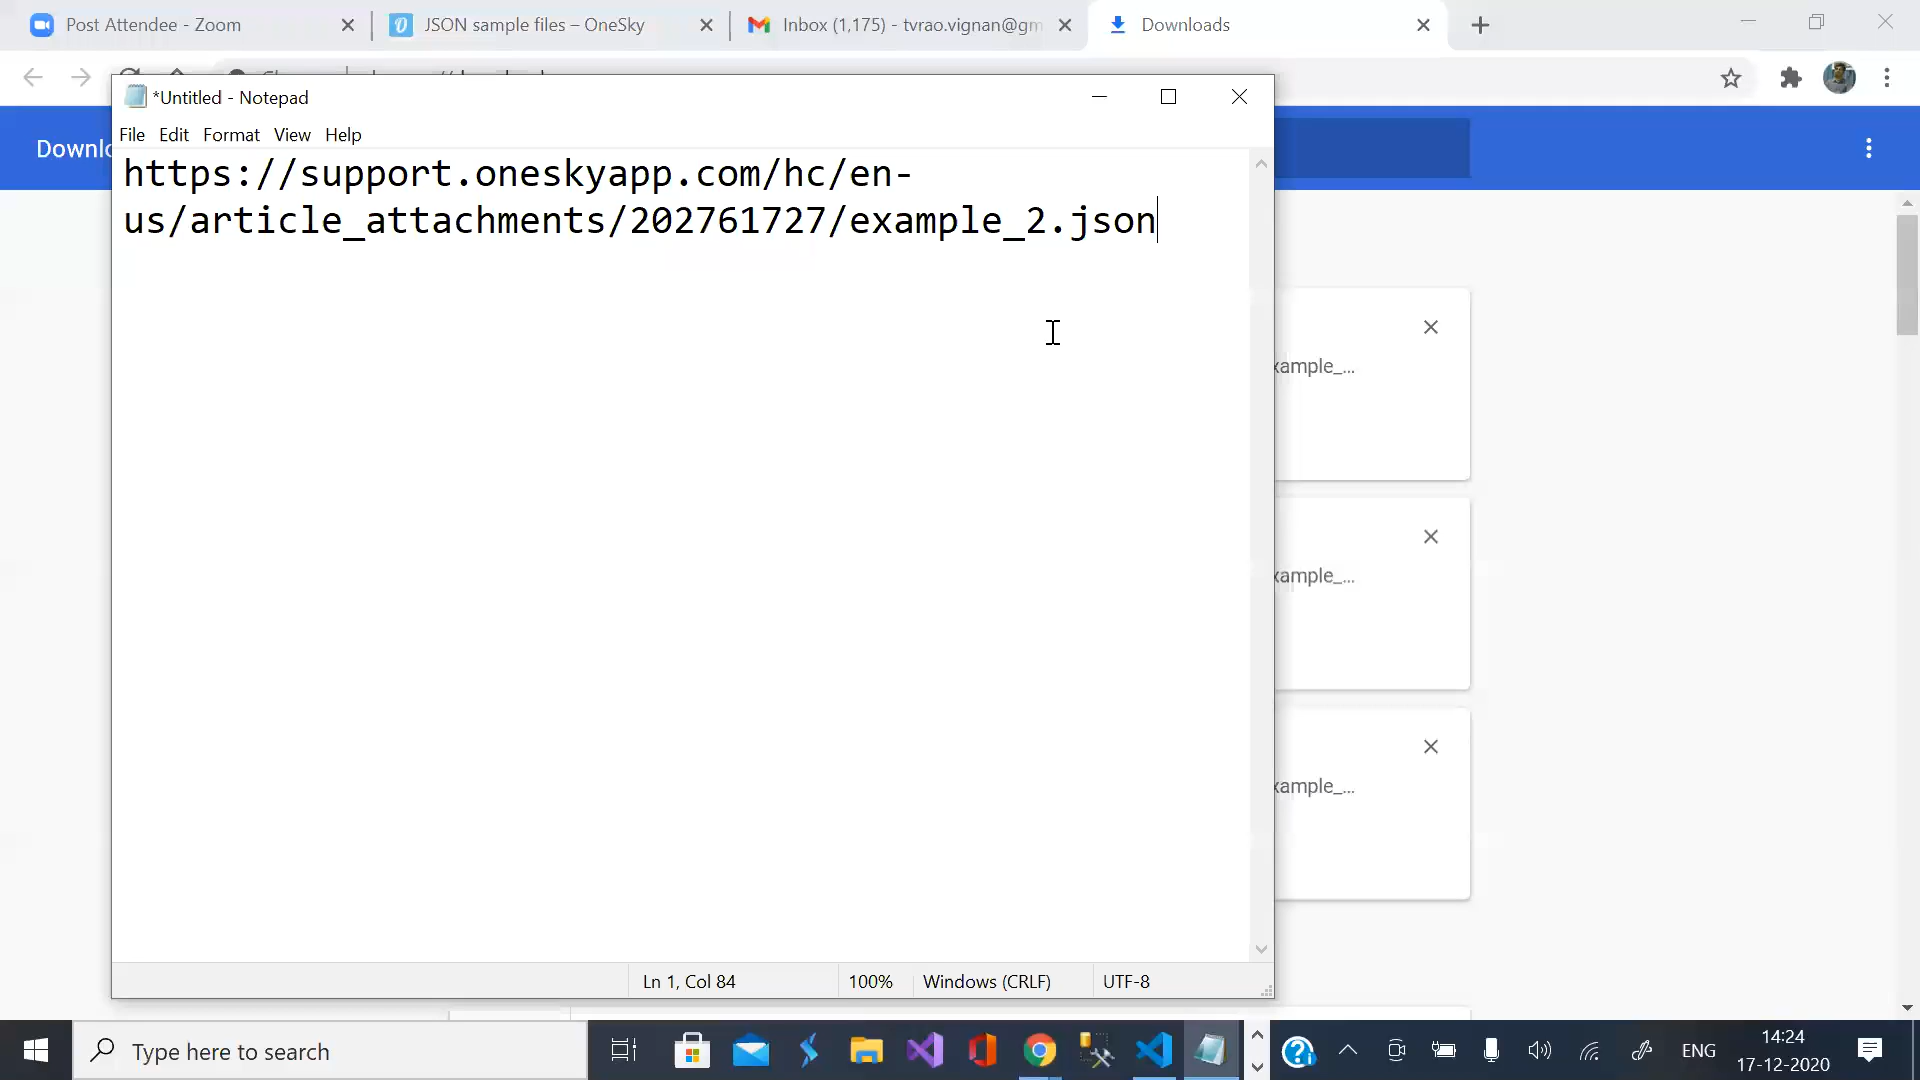 Post Attendee - Zoom
JSON sample files – OneSky
Inbox (1,175) - tvrao.vignan@gm
Downloads
*Untitled - Notepad
File Edit Format View Help
Downlo
https://support.oneskyapp.com/hc/en-
us/article_attachments/202761727/example_2.json
xample_...
xample_...
xample_...
Ln 1, Col 84
100%
Windows (CRLF)
UTF-8
Type here to search
ENG
14:24
17-12-2020